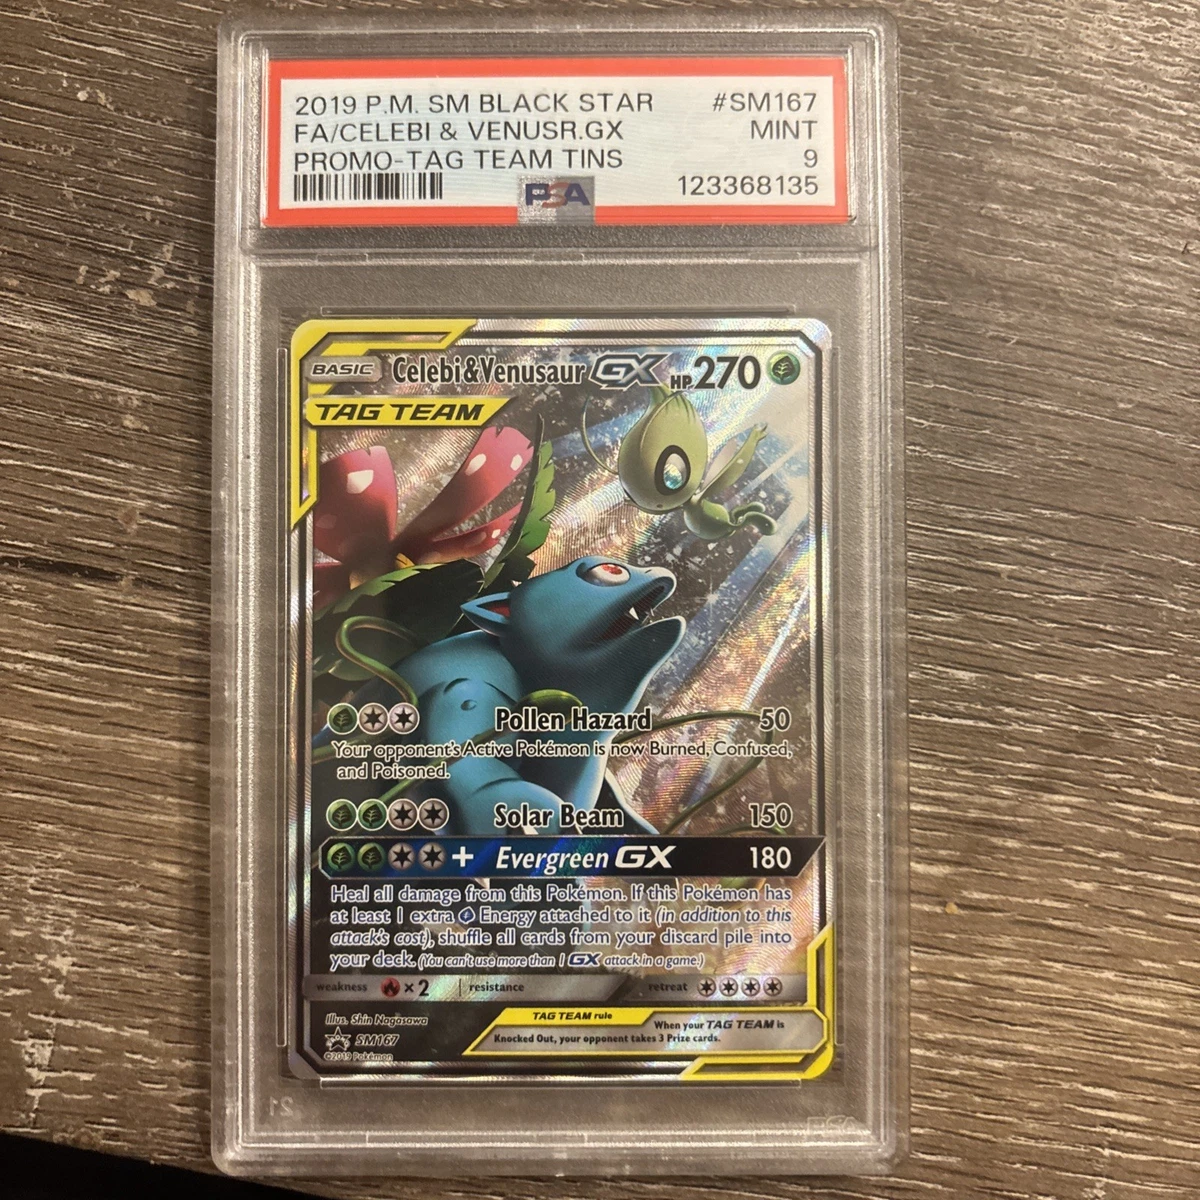 2019 P.M. SM BLACK STAR #SM167
FA/CELEBI & VENUSR.GX MINT
PROMO-TAG TEAM TINS 9
PSA 123368135
BASIC Celebi&Venusaur GX HP 270
TAG TEAM
Pollen Hazard 50
Your opponent's Active Pokémon is now Burned, Confused,
and Poisoned.
Solar Beam 150
+ Evergreen GX 180
Heal all damage from this Pokémon. If this Pokémon has
at least 1 extra Energy attached to it (in addition to this
attack's cost), shuffle all cards from your discard pile into
your deck. (You can't use more than 1 GX attack in a game.)
weakness ×2 resistance retreat
Illus. Shin Nagasawa
SM167
©2019 Pokémon
TAG TEAM rule
When your TAG TEAM is
Knocked Out, your opponent takes 3 Prize cards.
PSA